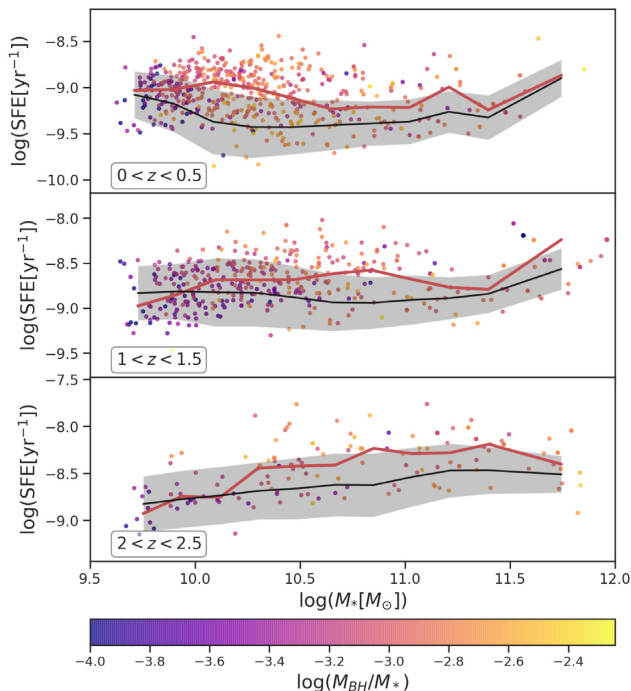 −8.5
−9.0
−9.5
−10.0
log(SFE[yr⁻¹])
0 < z < 0.5
−8.0
−8.5
−9.0
−9.5
log(SFE[yr⁻¹])
1 < z < 1.5
−7.5
−8.0
−8.5
−9.0
log(SFE[yr⁻¹])
2 < z < 2.5
9.5 10.0 10.5 11.0 11.5 12.0
log(M*[M⊙])
−4.0 −3.8 −3.6 −3.4 −3.2 −3.0 −2.8 −2.6 −2.4
log(M_BH/M*)